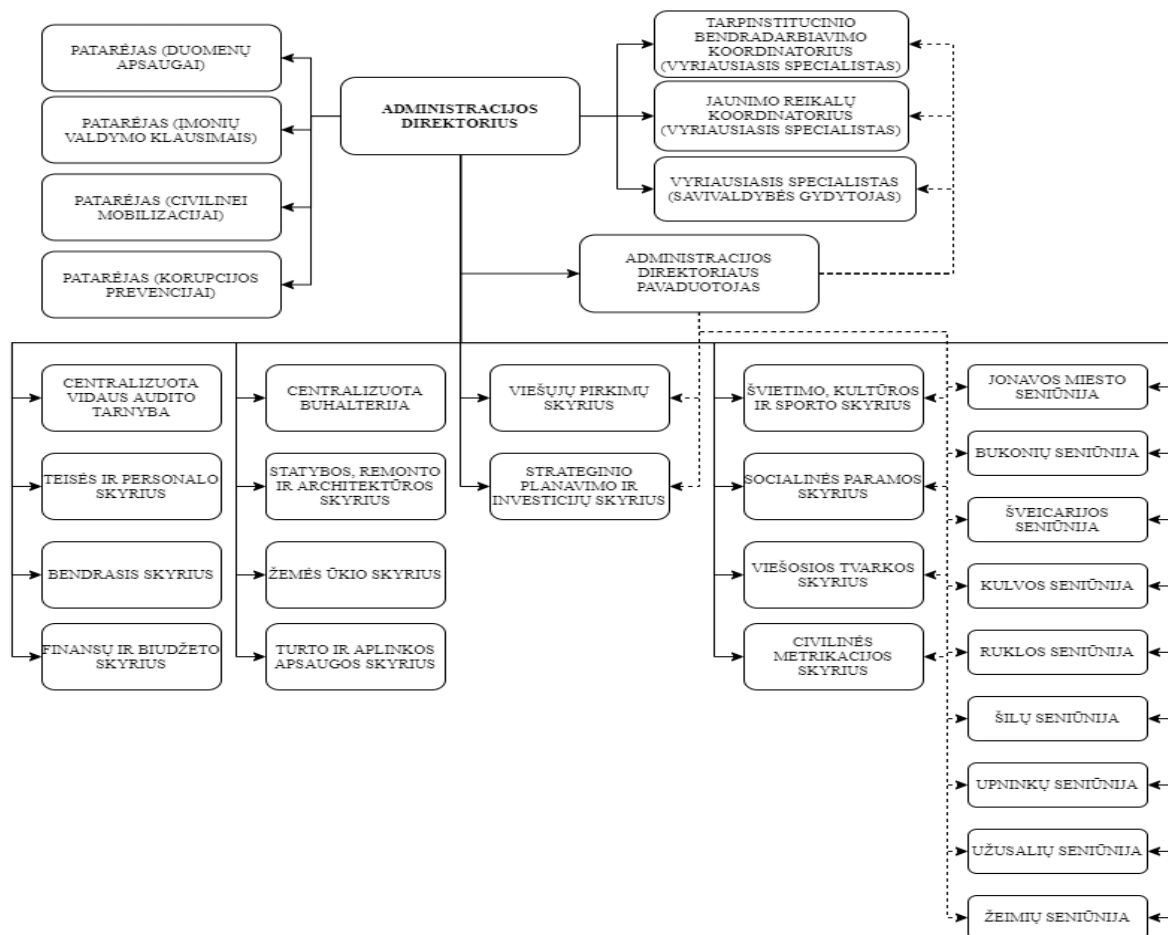 PATARĖJAS (DUOMENŲ
APSAUGAI)
PATARĖJAS (ĮMONIŲ
VALDYMO KLAUSIMAIS)
PATARĖJAS (CIVILINEI
MOBILIZACIJAI)
PATARĖJAS (KORUPCIJOS
PREVENCIJAI)
ADMINISTRACIJOS
DIREKTORIUS
TARPINSTITUCINIO
BENDRADARBIAVIMO
KOORDINATORIUS
(VYRIAUSIASIS SPECIALISTAS)
JAUNIMO REIKALŲ
KOORDINATORIUS
(VYRIAUSIASIS SPECIALISTAS)
VYRIAUSIASIS SPECIALISTAS
(SAVIVALDYBĖS GYDYTOJAS)
ADMINISTRACIJOS
DIREKTORIAUS
PAVADUOTOJAS
CENTRALIZUOTA
VIDAUS AUDITO
TARNYBA
TEISĖS IR PERSONALO
SKYRIUS
BENDRASIS SKYRIUS
FINANSŲ IR BIUDŽETO
SKYRIUS
CENTRALIZUOTA
BUHALTERIJA
STATYBOS, REMONTO
IR ARCHITEKTŪROS
SKYRIUS
ŽEMĖS ŪKIO SKYRIUS
TURTO IR APLINKOS
APSAUGOS SKYRIUS
VIEŠŲJŲ PIRKIMŲ
SKYRIUS
STRATEGINIO
PLANAVIMO IR
INVESTICIJŲ SKYRIUS
ŠVIETIMO, KULTŪROS
IR SPORTO SKYRIUS
SOCIALINĖS PARAMOS
SKYRIUS
VIEŠOSIOS TVARKOS
SKYRIUS
CIVILINĖS
METRIKACIJOS
SKYRIUS
JONAVOS MIESTO
SENIŪNIJA
BUKONIŲ SENIŪNIJA
ŠVEICARIJOS
SENIŪNIJA
KULVOS SENIŪNIJA
RUKLOS SENIŪNIJA
ŠILŲ SENIŪNIJA
UPNINKŲ SENIŪNIJA
UŽUSALIŲ SENIŪNIJA
ŽEIMIŲ SENIŪNIJA